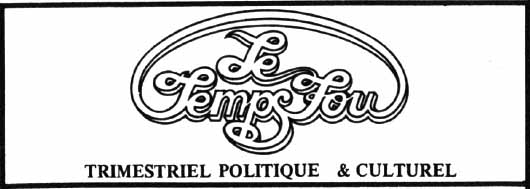 Le
Temps Fou
TRIMESTRIEL POLITIQUE & CULTUREL